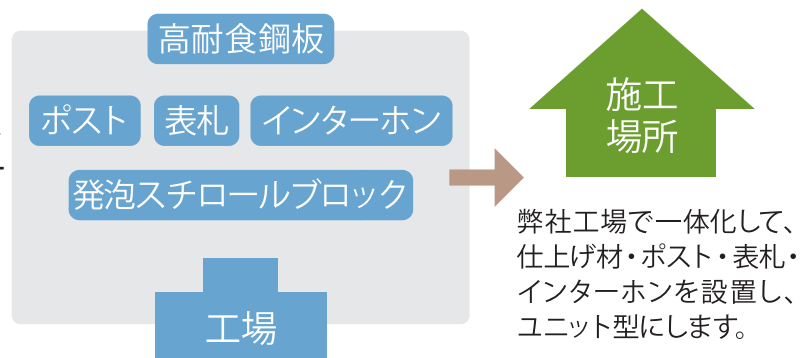 高耐食鋼板
ポスト
表札
インターホン
発泡スチロールブロック
工場
施工
場所
弊社工場で一体化して、
仕上げ材・ポスト・表札・
インターホンを設置し、
ユニット型にします。